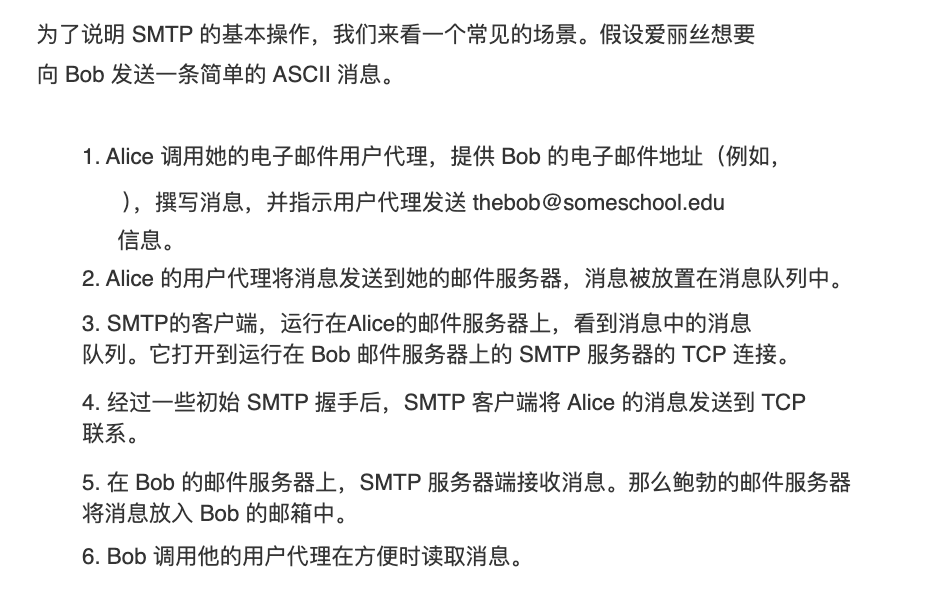 为了说明 SMTP 的基本操作，我们来看一个常见的场景。假设爱丽丝想要
向 Bob 发送一条简单的 ASCII 消息。
1. Alice 调用她的电子邮件用户代理，提供 Bob 的电子邮件地址（例如，
），撰写消息，并指示用户代理发送 thebob@someschool.edu
信息。
2. Alice 的用户代理将消息发送到她的邮件服务器，消息被放置在消息队列中。
3. SMTP的客户端，运行在Alice的邮件服务器上，看到消息中的消息
队列。它打开到运行在 Bob 邮件服务器上的 SMTP 服务器的 TCP 连接。
4. 经过一些初始 SMTP 握手后，SMTP 客户端将 Alice 的消息发送到 TCP
联系。
5. 在 Bob 的邮件服务器上，SMTP 服务器端接收消息。那么鲍勃的邮件服务器
将消息放入 Bob 的邮箱中。
6. Bob 调用他的用户代理在方便时读取消息。